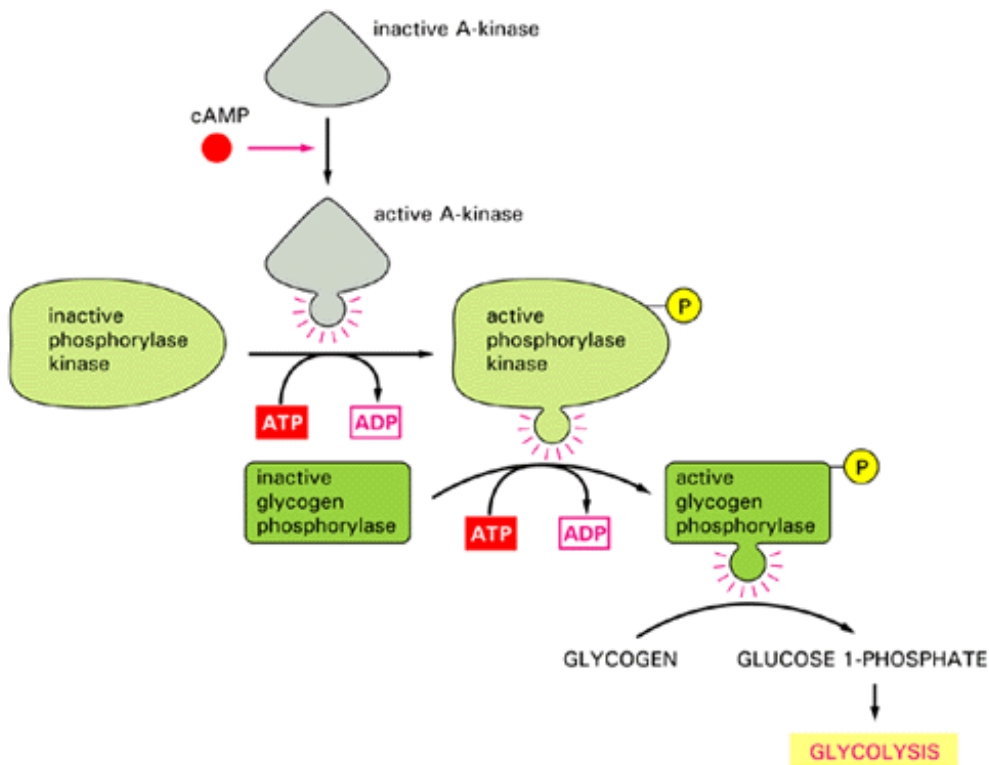 inactive A-kinase
cAMP
active A-kinase
inactive
phosphorylase
kinase
active
phosphorylase
kinase
P
ATP
ADP
inactive
glycogen
phosphorylase
active
glycogen
phosphorylase
P
ATP
ADP
GLYCOGEN
GLUCOSE 1-PHOSPHATE
GLYCOLYSIS